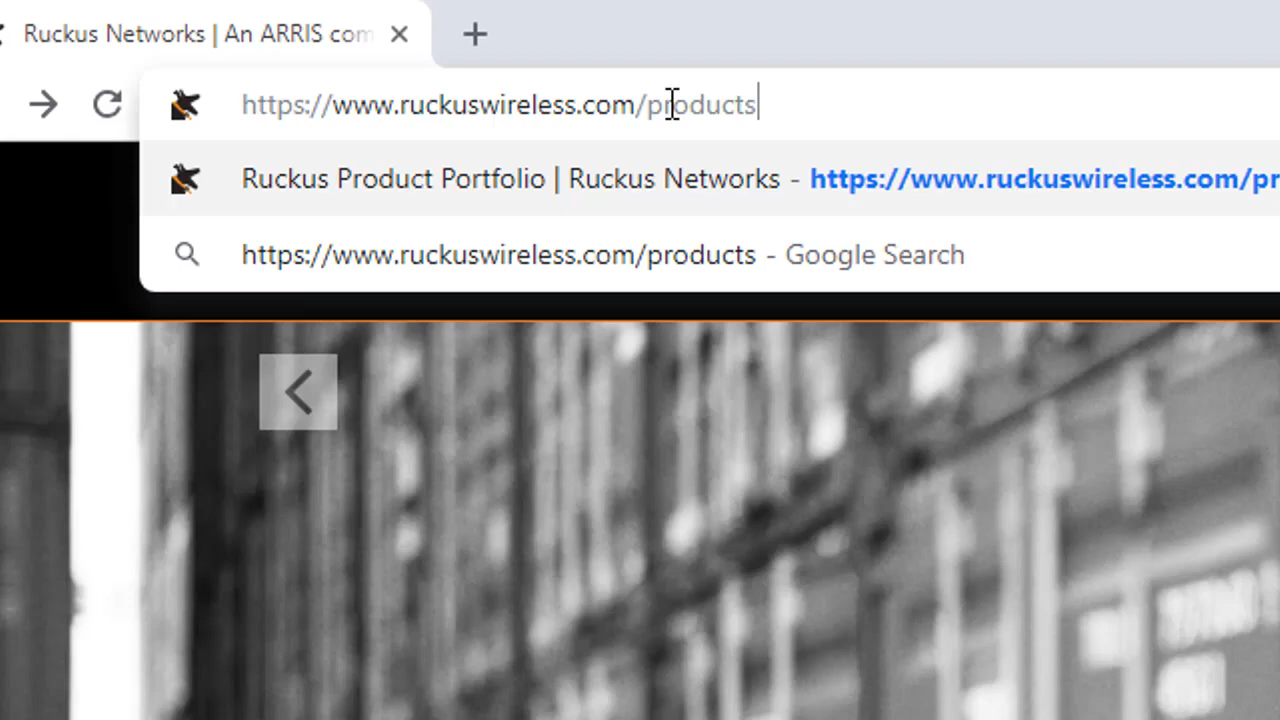 Ruckus Networks | An ARRIS com
https://www.ruckuswireless.com/products
Ruckus Product Portfolio | Ruckus Networks - https://www.ruckuswireless.com/pr
https://www.ruckuswireless.com/products - Google Search